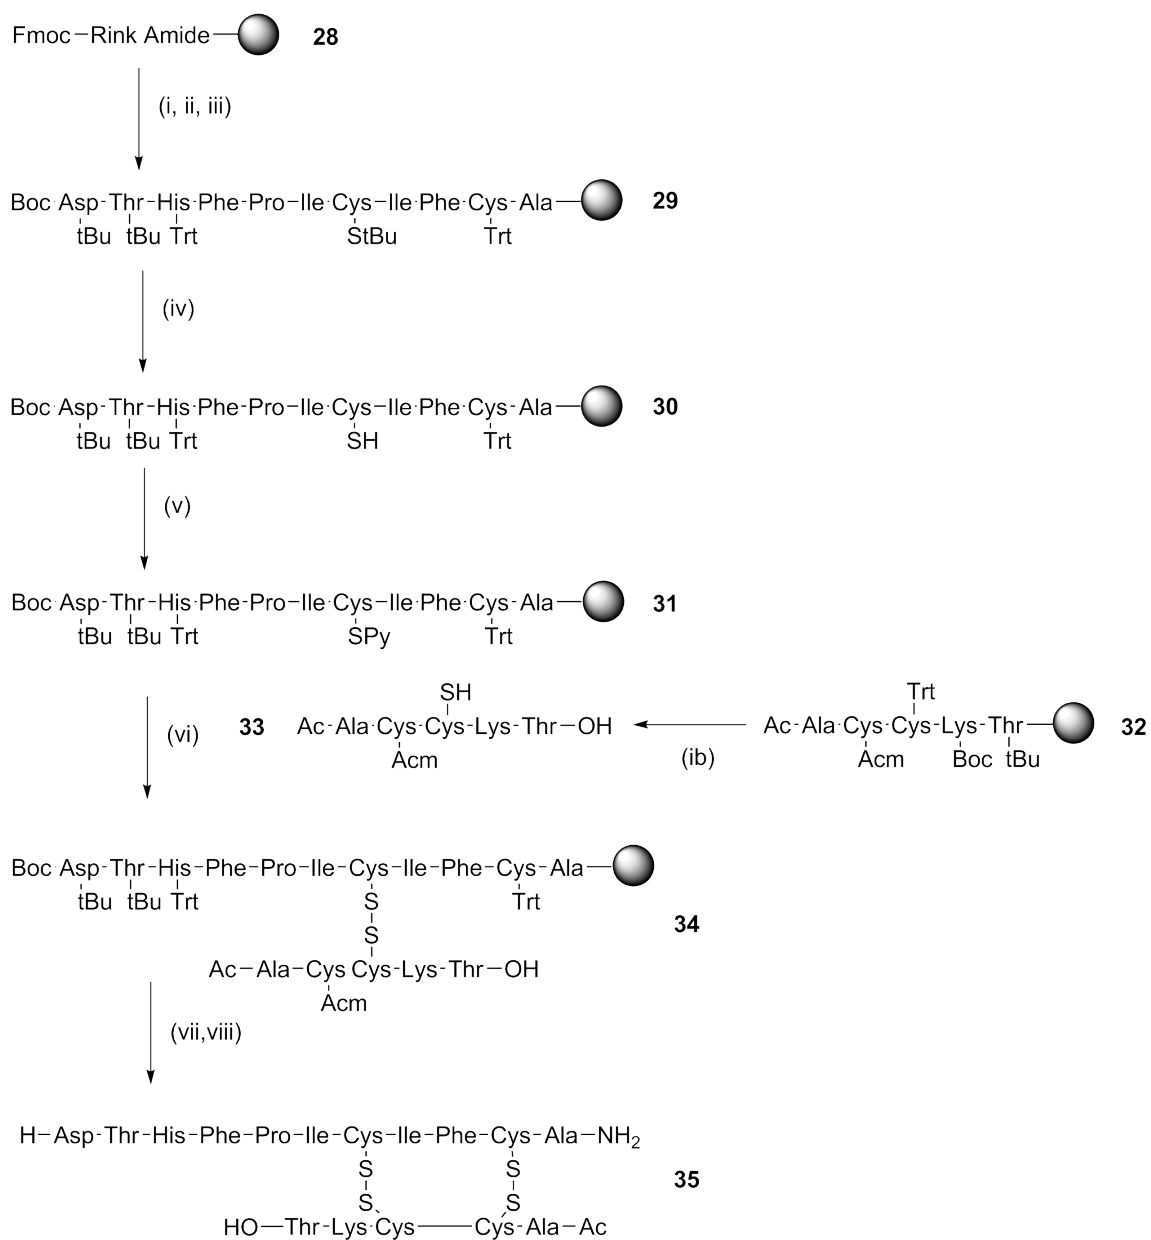 Fmoc-Rink Amide 28
(i, ii, iii)
Boc Asp-Thr-His-Phe-Pro-Ile-Cys-Ile-Phe-Cys-Ala 29
tBu tBu Trt StBu Trt
(iv)
Boc Asp-Thr-His-Phe-Pro-Ile-Cys-Ile-Phe-Cys-Ala 30
tBu tBu Trt SH Trt
(v)
Boc Asp-Thr-His-Phe-Pro-Ile-Cys-Ile-Phe-Cys-Ala 31
tBu tBu Trt SPy Trt
SH Trt
(vi) 33 Ac-Ala-Cys-Cys-Lys-Thr-OH Ac-Ala-Cys-Cys-Lys-Thr 32
Acm (ib) Acm Boc tBu
Boc Asp-Thr-His-Phe-Pro-Ile-Cys-Ile-Phe-Cys-Ala
tBu tBu Trt S Trt
34
S
Ac-Ala-Cys Cys-Lys-Thr-OH
Acm
(vii,viii)
H-Asp-Thr-His-Phe-Pro-Ile-Cys-Ile-Phe-Cys-Ala-NH2
S S
35
S S
HO-Thr-Lys-Cys-Cys-Ala-Ac